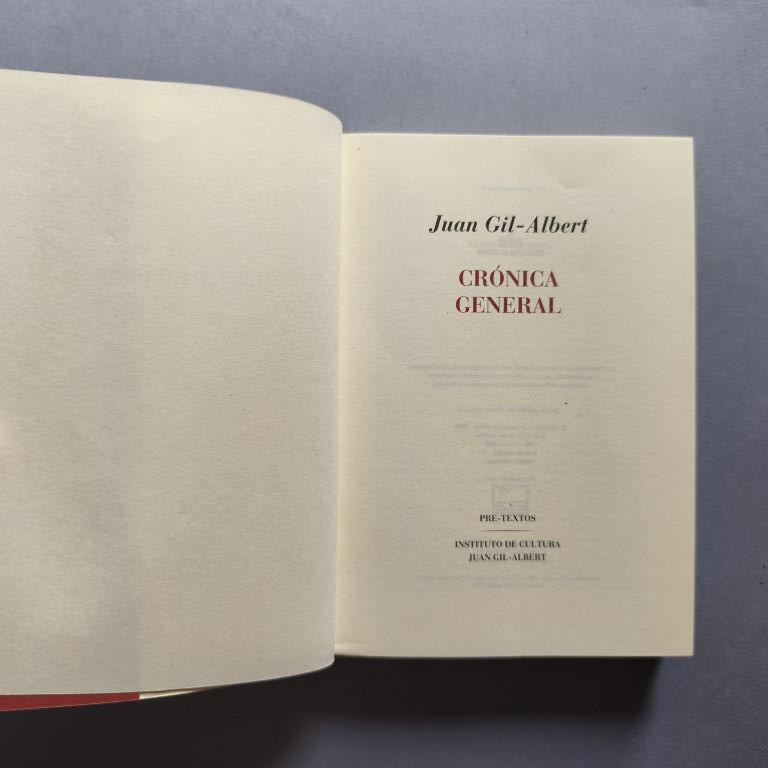 Juan Gil-Albert
CRÓNICA
GENERAL
PRE-TEXTOS
INSTITUTO DE CULTURA
JUAN GIL-ALBERT